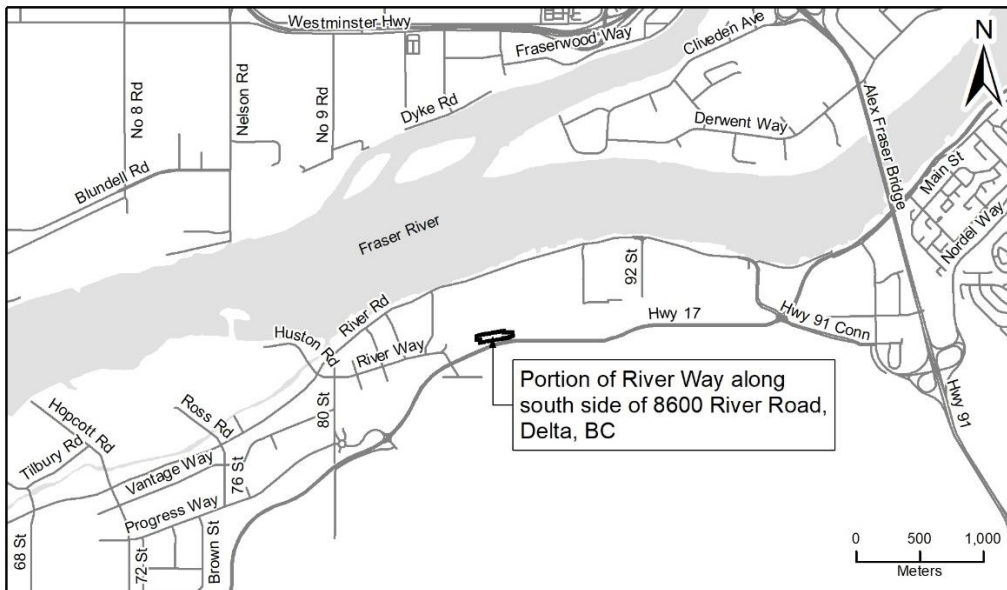 Westminster Hwy
Fraserwood Way
Cliveden Ave
N
No 8 Rd
Nelson Rd
No 9 Rd
Dyke Rd
Derwent Way
Alex Fraser Bridge
Main St
Nordel Way
Blundell Rd
Fraser River
92 St
River Rd
Hwy 17
Hwy 91 Conn
Huston Rd
River Way
Portion of River Way along
south side of 8600 River Road,
Delta, BC
Hwy 91
80 St
Ross Rd
Hopcott Rd
Tilbury Rd
Vantage Way
76 St
Progress Way
68 St
72 St
Brown St
0 500 1,000
Meters